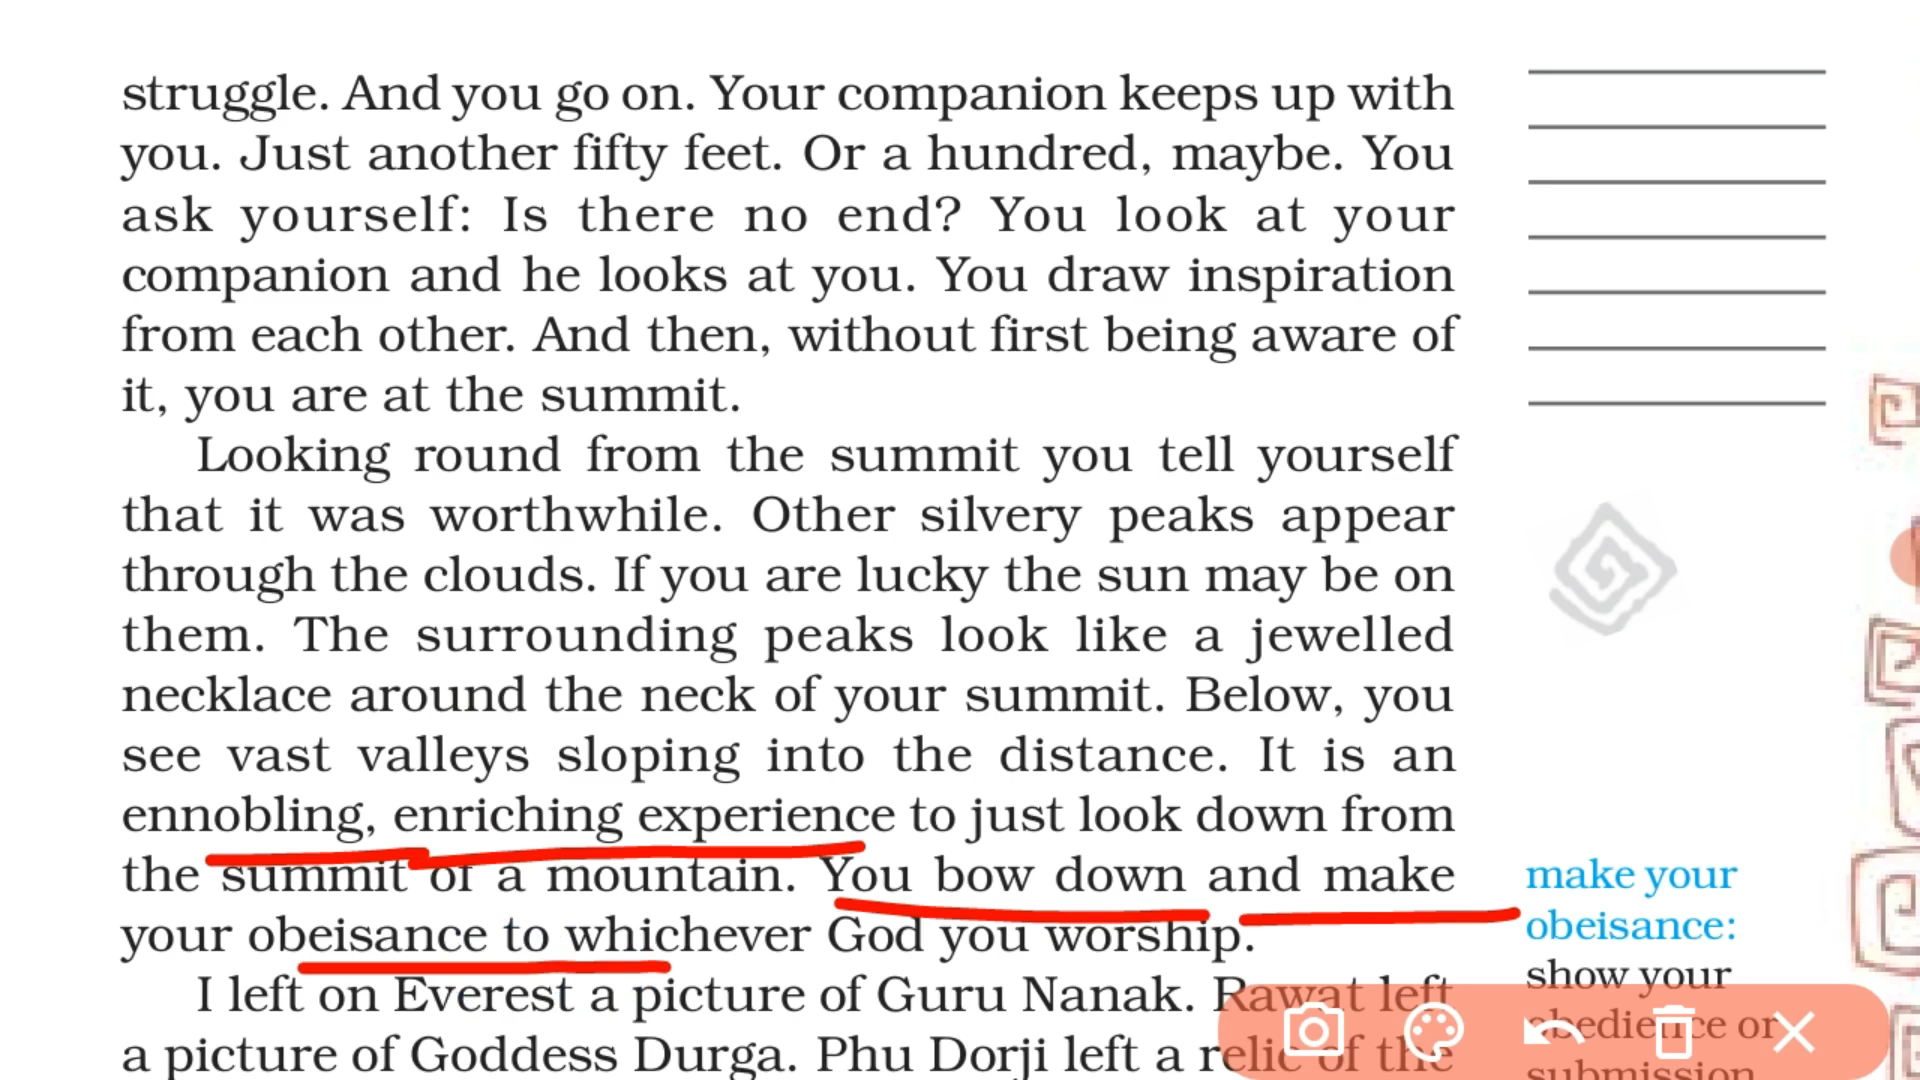 struggle. And you go on. Your companion keeps up with
you. Just another fifty feet. Or a hundred, maybe. You
ask yourself: Is there no end? You look at your
companion and he looks at you. You draw inspiration
from each other. And then, without first being aware of
it, you are at the summit.
Looking round from the summit you tell yourself
that it was worthwhile. Other silvery peaks appear
through the clouds. If you are lucky the sun may be on
them. The surrounding peaks look like a jewelled
necklace around the neck of your summit. Below, you
see vast valleys sloping into the distance. It is an
ennobling, enriching experience to just look down from
the summit of a mountain. You bow down and make
your obeisance to whichever God you worship.
I left on Everest a picture of Guru Nanak. Rawat left
a picture of Goddess Durga. Phu Dorji left a relic of the
make your
obeisance:
show your
obedience or
submission